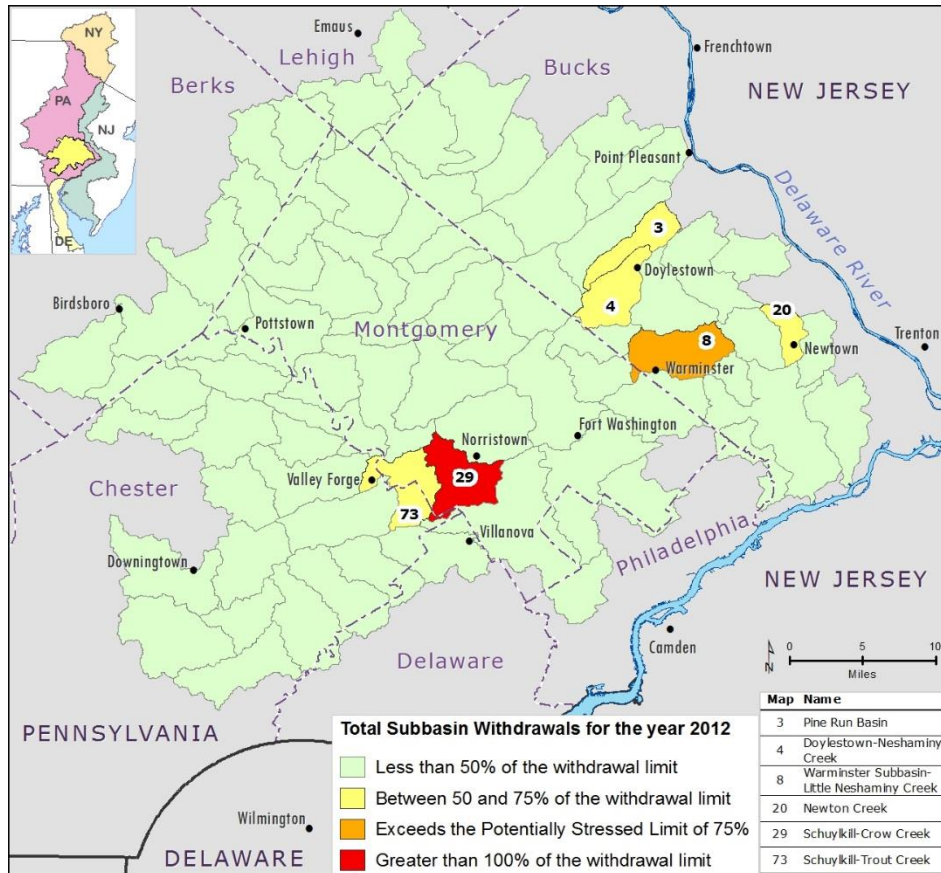 NY
PA
NJ
DE
Emaus
Lehigh
Berks
Bucks
Frenchtown
NEW JERSEY
Point Pleasant
Delaware River
3
Doylestown
4
Birdsboro
Pottstown
Montgomery
20
8
Newtown
Trenton
Warminster
Norristown
Fort Washington
Valley Forge
29
Chester
73
Villanova
Philadelphia
Downingtown
NEW JERSEY
Camden
Delaware
N
0 5 10
Miles
PENNSYLVANIA
Wilmington
DELAWARE
Total Subbasin Withdrawals for the year 2012
Less than 50% of the withdrawal limit
Between 50 and 75% of the withdrawal limit
Exceeds the Potentially Stressed Limit of 75%
Greater than 100% of the withdrawal limit
Map Name
3 Pine Run Basin
4 Doylestown-Neshaminy
Creek
8 Warminster Subbasin-
Little Neshaminy Creek
20 Newton Creek
29 Schuylkill-Crow Creek
73 Schuylkill-Trout Creek